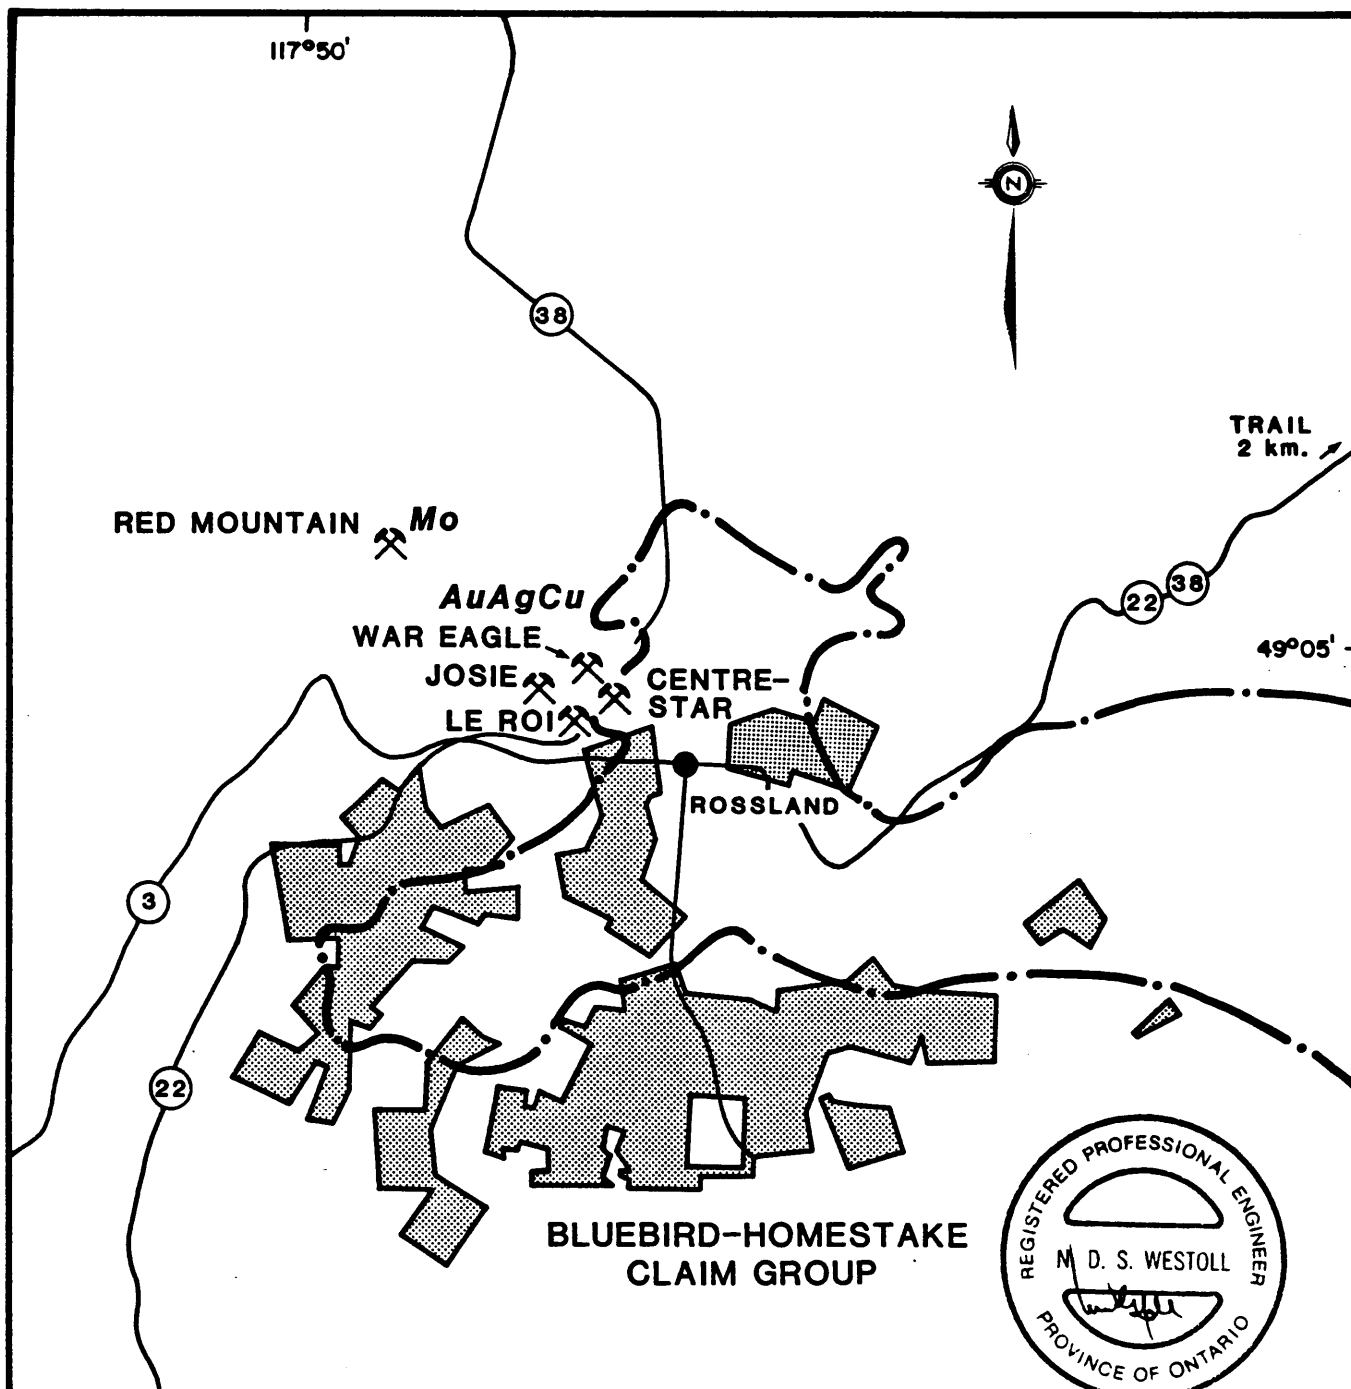 117°50'
N
38
TRAIL
2 km.
RED MOUNTAIN Mo
38
22
AuAgCu
WAR EAGLE
49°05'
JOSIE
CENTRE-
STAR
LE ROI
ROSSLAND
3
22
BLUEBIRD-HOMESTAKE
CLAIM GROUP
REGISTERED PROFESSIONAL ENGINEER
N. D. S. WESTOLL
PROVINCE OF ONTARIO